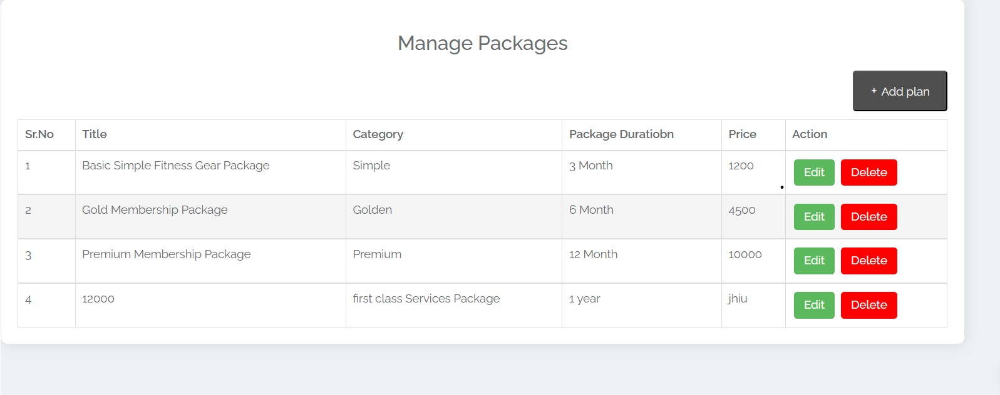 Manage Packages
+ Add plan
Sr.No Title Category Package Duratiobn Price Action
1 Basic Simple Fitness Gear Package Simple 3 Month 1200 Edit Delete
2 Gold Membership Package Golden 6 Month 4500 Edit Delete
3 Premium Membership Package Premium 12 Month 10000 Edit Delete
4 12000 first class Services Package 1 year jhiu Edit Delete